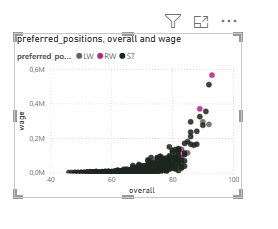 preferred_positions, overall and wage
preferred po... LW RW ST
0,6M
0,4M
0,2M
0,0M
wage
40 60 80 100
overall